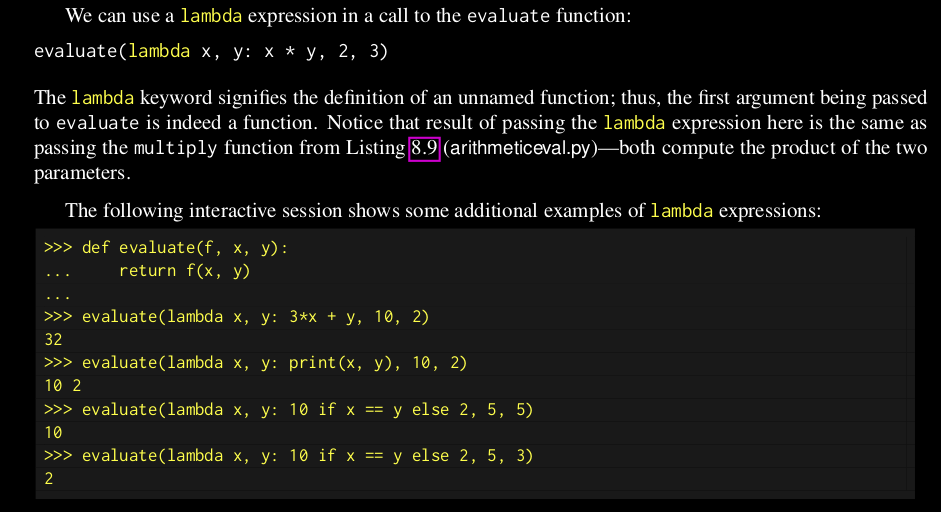 We can use a lambda expression in a call to the evaluate function:
evaluate(lambda x, y: x * y, 2, 3)
The lambda keyword signifies the definition of an unnamed function; thus, the first argument being passed
to evaluate is indeed a function. Notice that result of passing the lambda expression here is the same as
passing the multiply function from Listing 8.9 (arithmeticeval.py)—both compute the product of the two
parameters.
The following interactive session shows some additional examples of lambda expressions:
>>> def evaluate(f, x, y):
...     return f(x, y)
...
>>> evaluate(lambda x, y: 3*x + y, 10, 2)
32
>>> evaluate(lambda x, y: print(x, y), 10, 2)
10 2
>>> evaluate(lambda x, y: 10 if x == y else 2, 5, 5)
10
>>> evaluate(lambda x, y: 10 if x == y else 2, 5, 3)
2